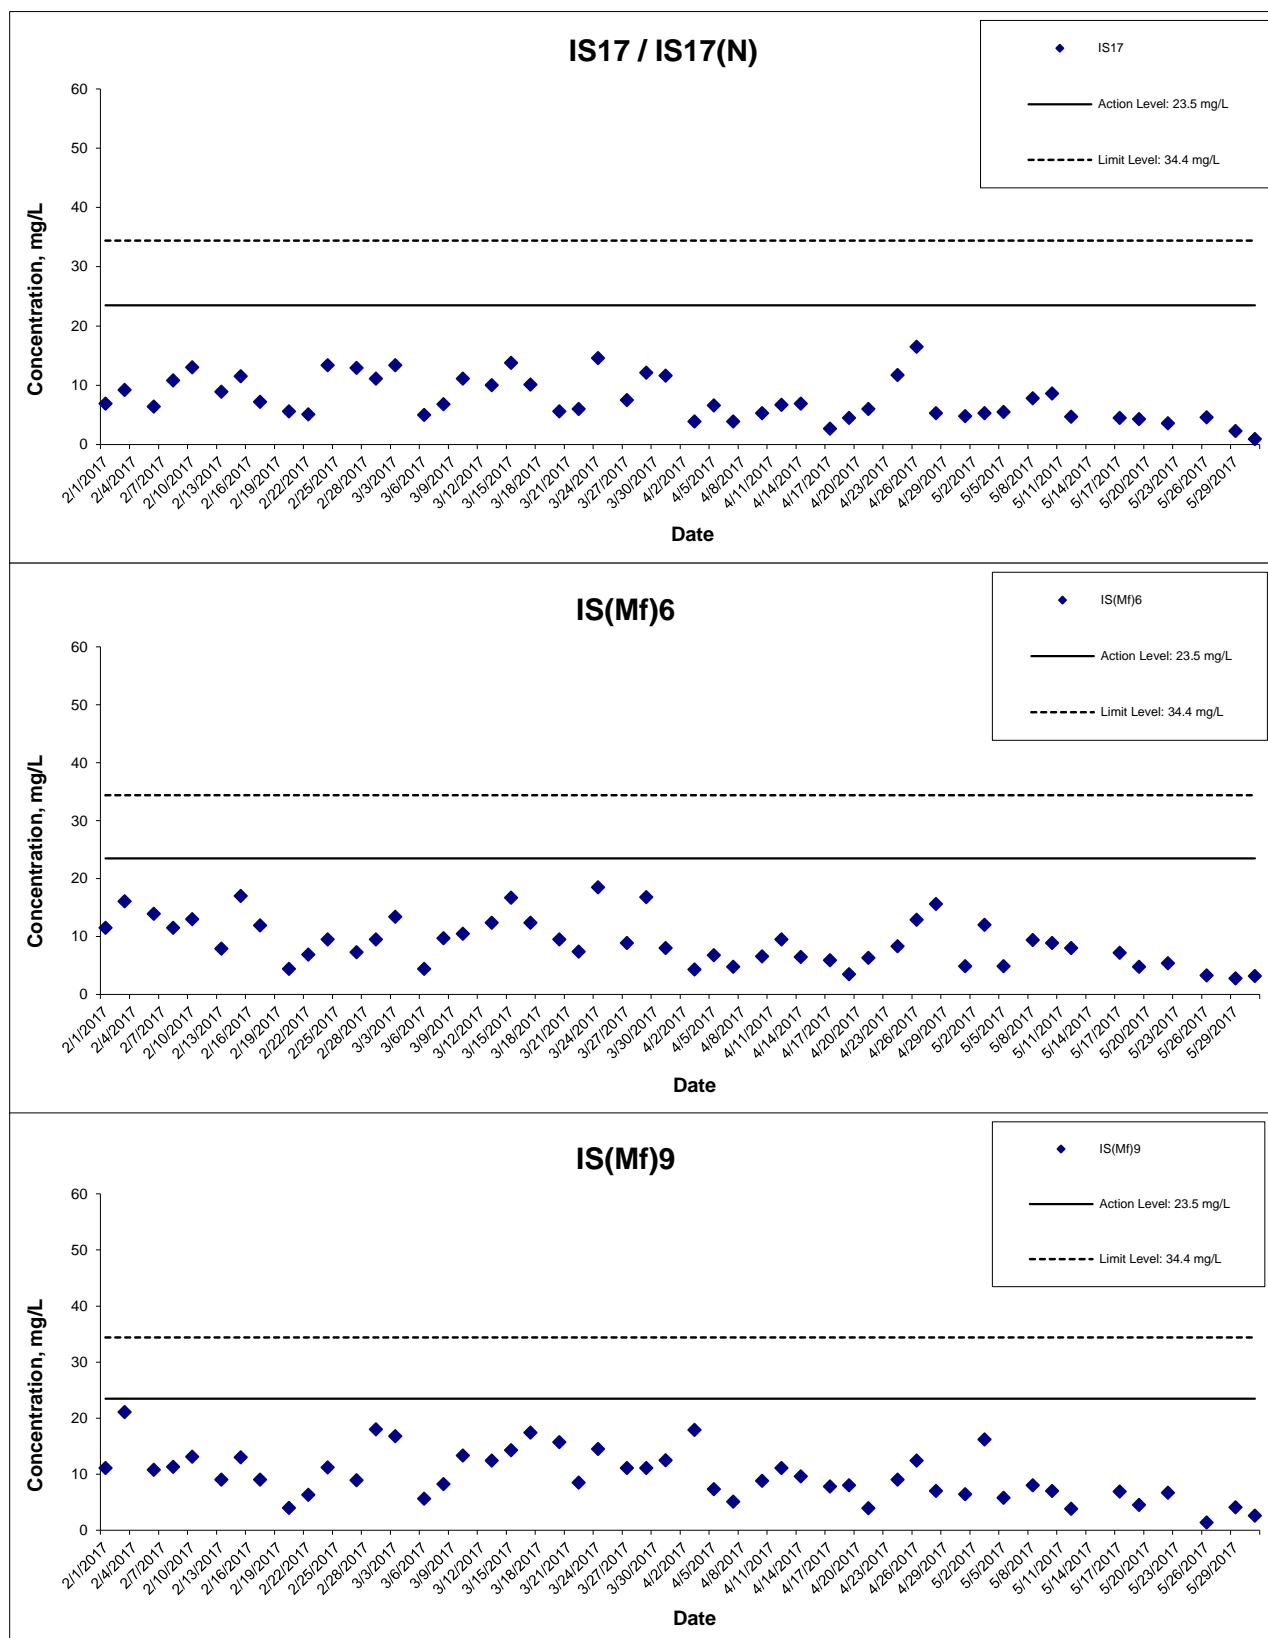 IS17 / IS17(N)
IS17
Action Level: 23.5 mg/L
Limit Level: 34.4 mg/L
Concentration, mg/L
60
50
40
30
20
10
0
2/1/2017 2/4/2017 2/7/2017 2/10/2017 2/13/2017 2/16/2017 2/19/2017 2/22/2017 2/25/2017 2/28/2017 3/3/2017 3/6/2017 3/9/2017 3/12/2017 3/15/2017 3/18/2017 3/21/2017 3/24/2017 3/27/2017 3/30/2017 4/2/2017 4/5/2017 4/8/2017 4/11/2017 4/14/2017 4/17/2017 4/20/2017 4/23/2017 4/26/2017 4/29/2017 5/2/2017 5/5/2017 5/8/2017 5/11/2017 5/14/2017 5/17/2017 5/20/2017 5/23/2017 5/26/2017 5/29/2017
Date
IS(Mf)6
IS(Mf)6
Action Level: 23.5 mg/L
Limit Level: 34.4 mg/L
Concentration, mg/L
60
50
40
30
20
10
0
2/1/2017 2/4/2017 2/7/2017 2/10/2017 2/13/2017 2/16/2017 2/19/2017 2/22/2017 2/25/2017 2/28/2017 3/3/2017 3/6/2017 3/9/2017 3/12/2017 3/15/2017 3/18/2017 3/21/2017 3/24/2017 3/27/2017 3/30/2017 4/2/2017 4/5/2017 4/8/2017 4/11/2017 4/14/2017 4/17/2017 4/20/2017 4/23/2017 4/26/2017 4/29/2017 5/2/2017 5/5/2017 5/8/2017 5/11/2017 5/14/2017 5/17/2017 5/20/2017 5/23/2017 5/26/2017 5/29/2017
Date
IS(Mf)9
IS(Mf)9
Action Level: 23.5 mg/L
Limit Level: 34.4 mg/L
Concentration, mg/L
60
50
40
30
20
10
0
2/1/2017 2/4/2017 2/7/2017 2/10/2017 2/13/2017 2/16/2017 2/19/2017 2/22/2017 2/25/2017 2/28/2017 3/3/2017 3/6/2017 3/9/2017 3/12/2017 3/15/2017 3/18/2017 3/21/2017 3/24/2017 3/27/2017 3/30/2017 4/2/2017 4/5/2017 4/8/2017 4/11/2017 4/14/2017 4/17/2017 4/20/2017 4/23/2017 4/26/2017 4/29/2017 5/2/2017 5/5/2017 5/8/2017 5/11/2017 5/14/2017 5/17/2017 5/20/2017 5/23/2017 5/26/2017 5/29/2017
Date